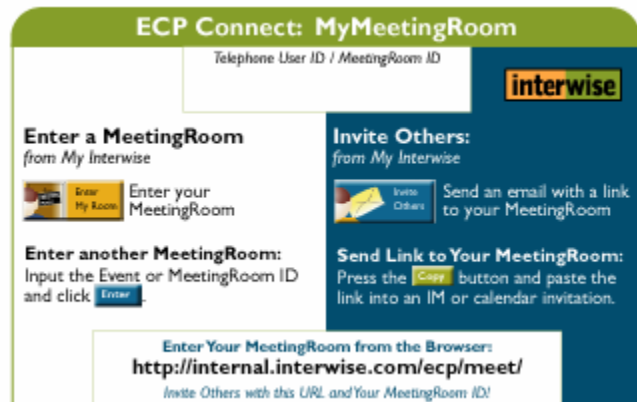 ECP Connect: MyMeetingRoom
Telephone User ID / MeetingRoom ID
interwise
Enter a MeetingRoom
from My Interwise
Enter
My Room
Enter your
MeetingRoom
Enter another MeetingRoom:
Input the Event or MeetingRoom ID
and click Enter.
Invite Others:
from My Interwise
Invite
Others
Send an email with a link
to your MeetingRoom
Send Link to Your MeetingRoom:
Press the Copy button and paste the
link into an IM or calendar invitation.
Enter Your MeetingRoom from the Browser:
http://internal.interwise.com/ecp/meet/
Invite Others with this URL and Your MeetingRoom ID!